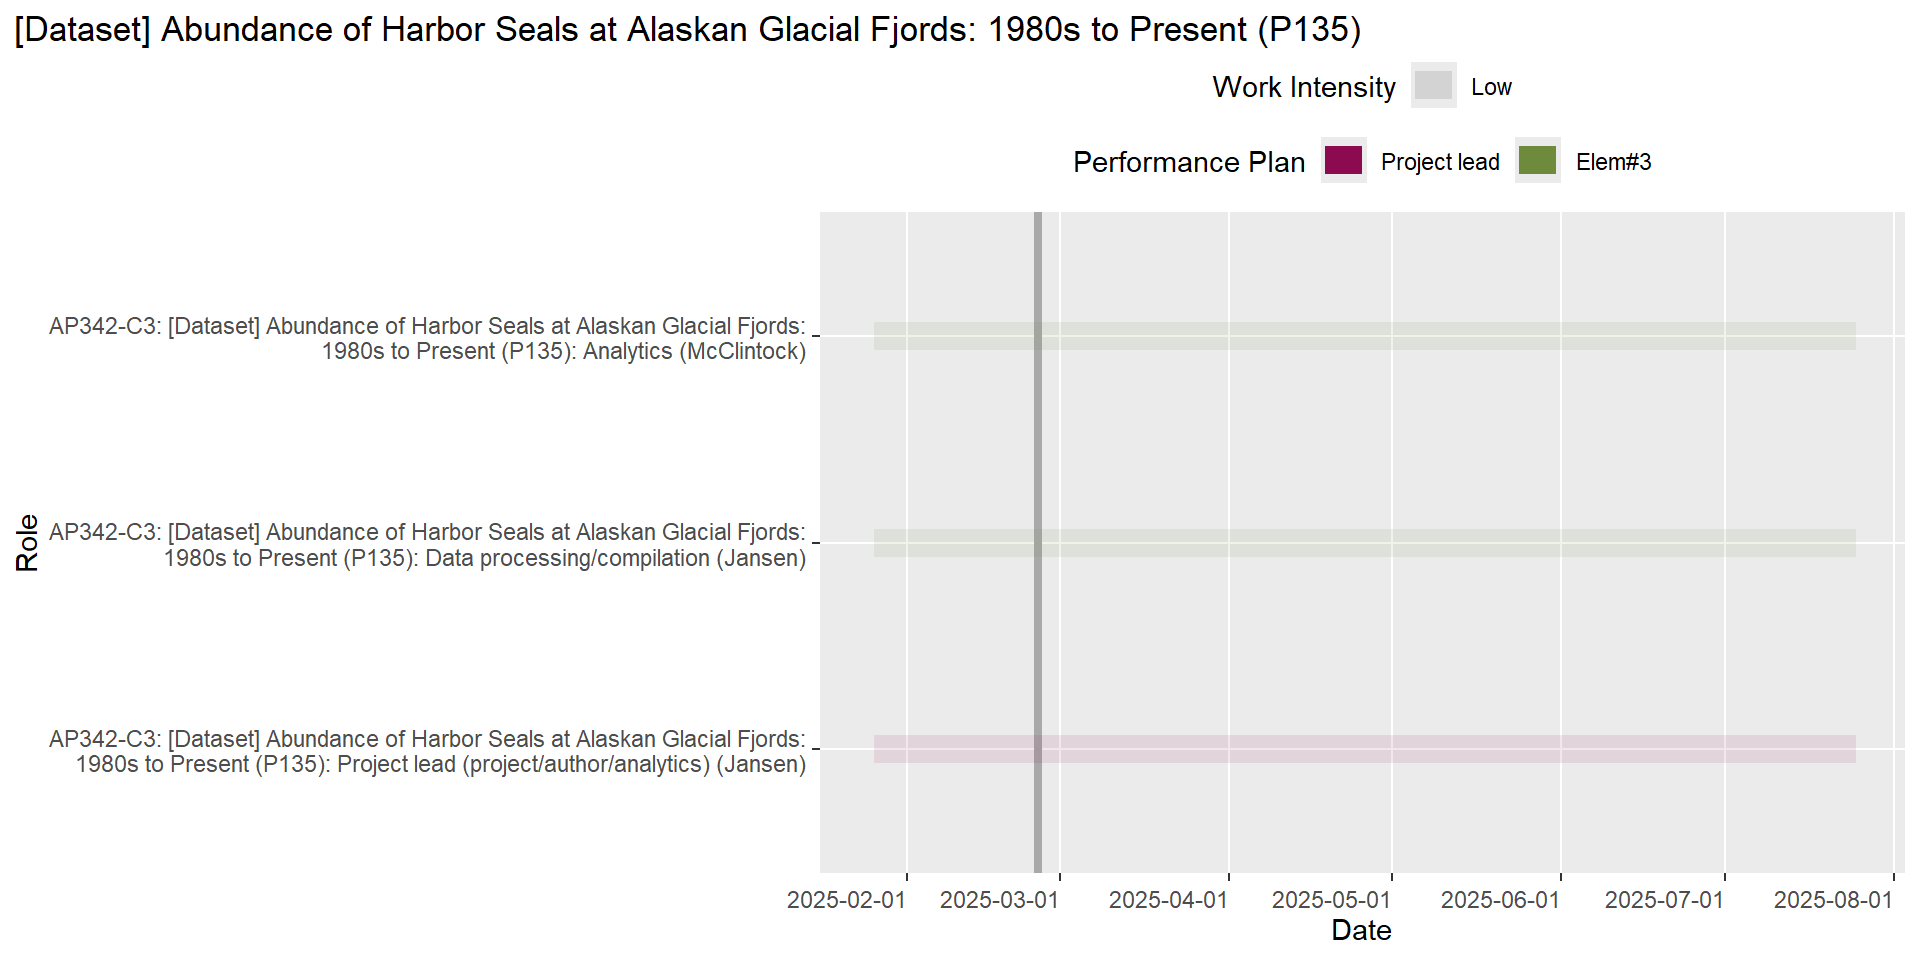 [Dataset] Abundance of Harbor Seals at Alaskan Glacial Fjords: 1980s to Present (P135)
Work Intensity Low
Performance Plan Project lead Elem#3
AP342-C3: [Dataset] Abundance of Harbor Seals at Alaskan Glacial Fjords:
1980s to Present (P135): Analytics (McClintock)
Role
AP342-C3: [Dataset] Abundance of Harbor Seals at Alaskan Glacial Fjords:
1980s to Present (P135): Data processing/compilation (Jansen)
AP342-C3: [Dataset] Abundance of Harbor Seals at Alaskan Glacial Fjords:
1980s to Present (P135): Project lead (project/author/analytics) (Jansen)
2025-02-01 2025-03-01 2025-04-01 2025-05-01 2025-06-01 2025-07-01 2025-08-01
Date